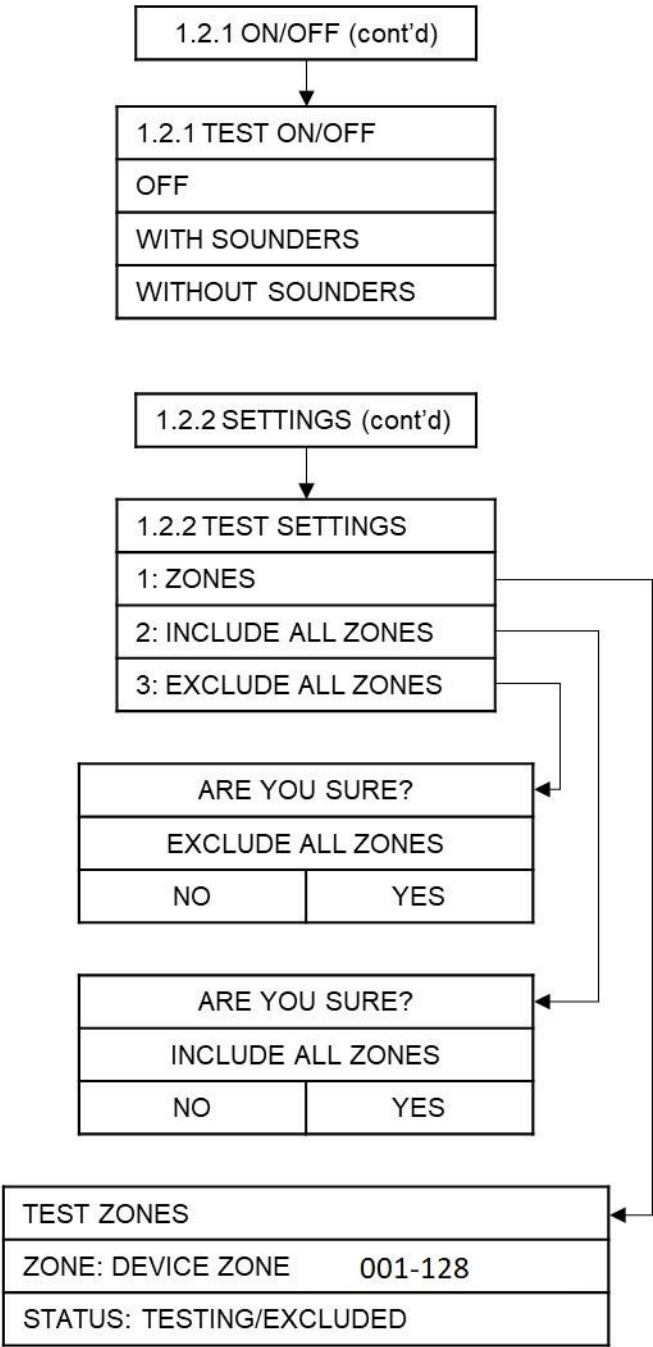 1.2.1 ON/OFF (cont’d)
1.2.1 TEST ON/OFF
OFF
WITH SOUNDERS
WITHOUT SOUNDERS
1.2.2 SETTINGS (cont’d)
1.2.2 TEST SETTINGS
1: ZONES
2: INCLUDE ALL ZONES
3: EXCLUDE ALL ZONES
ARE YOU SURE?
EXCLUDE ALL ZONES
NO YES
ARE YOU SURE?
INCLUDE ALL ZONES
NO YES
TEST ZONES
ZONE: DEVICE ZONE 001-128
STATUS: TESTING/EXCLUDED